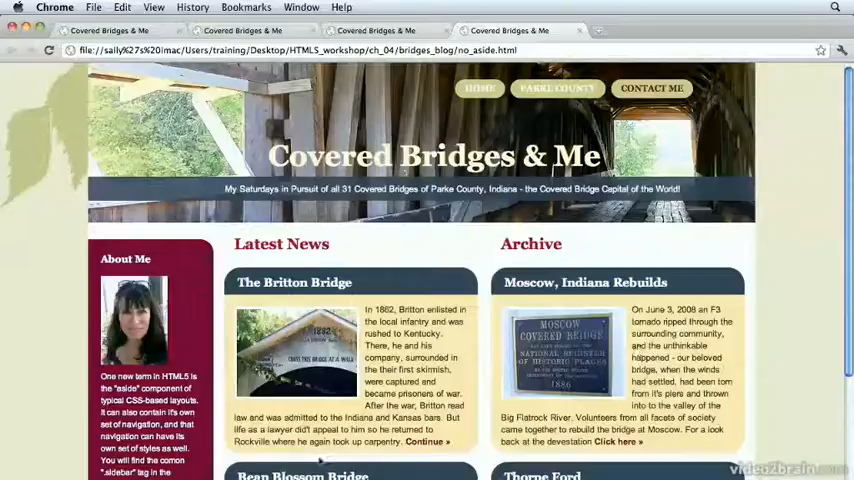 Chrome File Edit View History Bookmarks Window Help
Covered Bridges & Me
Covered Bridges & Me
Covered Bridges & Me
Covered Bridges & Me
file://sally%27s%20imac/Users/training/Desktop/HTML5_workshop/ch_04/bridges_blog/no_aside.html
HOME
PARKE COUNTY
CONTACT ME
Covered Bridges & Me
My Saturdays in Pursuit of all 31 Covered Bridges of Parke County, Indiana - the Covered Bridge Capital of the World!
About Me
One new term in HTML5 is
the "aside" component of
typical CSS-based layouts.
It can also contain it's own
set of navigation, and that
navigation can have its
own set of styles as well.
You will find the comon
".sidebar" tag in the
Latest News
The Britton Bridge
1882
In 1862, Britton enlisted in
the local infantry and was
rushed to Kentucky.
There, he and his
company, surrounded in
the their first skirmish,
were captured and
became prisoners of war.
After the war, Britton read
law and was admitted to the Indiana and Kansas bars. But
life as a lawyer didn't appeal to him so he returned to
Rockville where he again took up carpentry. Continue »
Bean Blossom Bridge
Archive
Moscow, Indiana Rebuilds
MOSCOW
COVERED BRIDGE
NATIONAL REGISTER
OF HISTORIC PLACES
1886
On June 3, 2008 an F3
tornado ripped through the
surrounding community,
and the unthinkable
happened - our beloved
bridge, when the winds
had settled, had been torn
from it's piers and thrown
into to the valley of the
Big Flatrock River. Volunteers from all facets of society
came together to rebuild the bridge at Moscow. For a look
back at the devestation Click here »
Thorpe Ford
video2brain.com